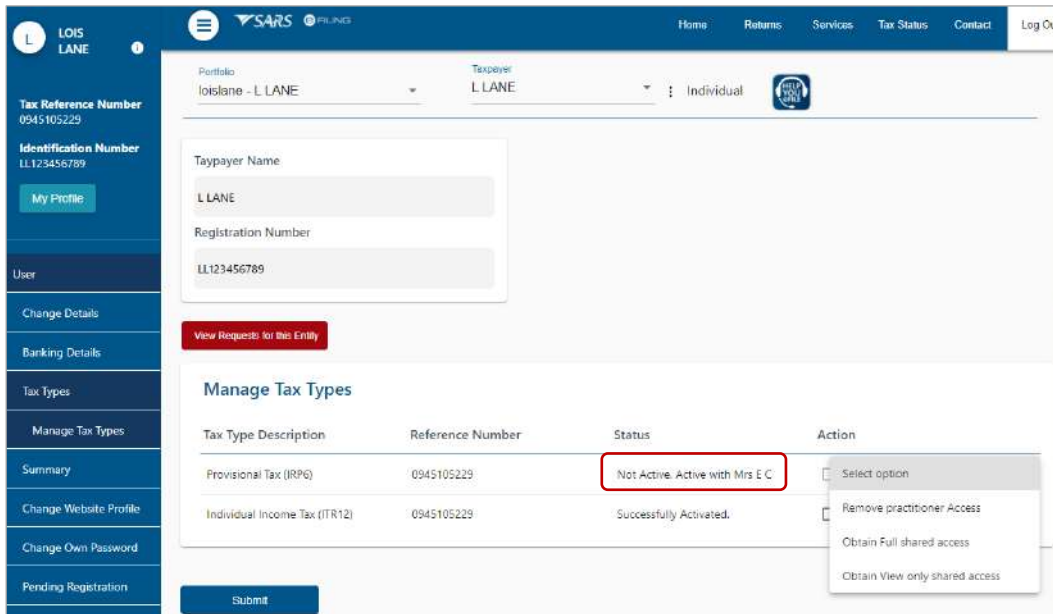 L
LOIS
LANE
SARS eFILING
Home Returns Services Tax Status Contact Log Ou
Tax Reference Number
0945105229
Identification Number
LL123456789
My Profile
Portfolio
loislane - L LANE
Taxpayer
L LANE
Individual
HELP
YOU
eFILE
Taypayer Name
L LANE
Registration Number
LL123456789
View Requests for this Entity
User
Change Details
Banking Details
Tax Types
Manage Tax Types
Summary
Change Website Profile
Change Own Password
Pending Registration
Manage Tax Types
Tax Type Description Reference Number Status Action
Provisional Tax (IRP6) 0945105229 Not Active. Active with Mrs E C
Individual Income Tax (ITR12) 0945105229 Successfully Activated.
Select option
Remove practitioner Access
Obtain Full shared access
Obtain View only shared access
Submit